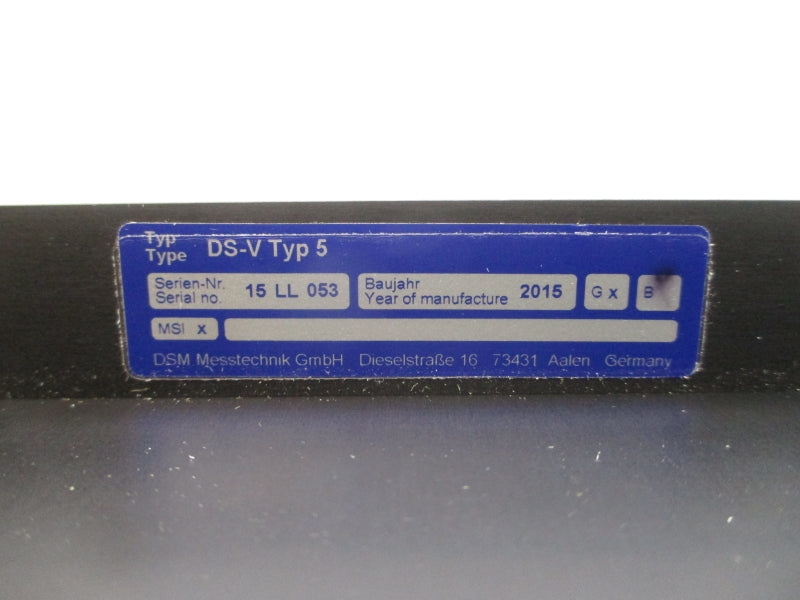 Typ
Type DS-V Typ 5
Serien-Nr.
Serial no. 15 LL 053
Baujahr
Year of manufacture 2015
G x
B
MSI x
DSM Messtechnik GmbH Dieselstraße 16 73431 Aalen Germany